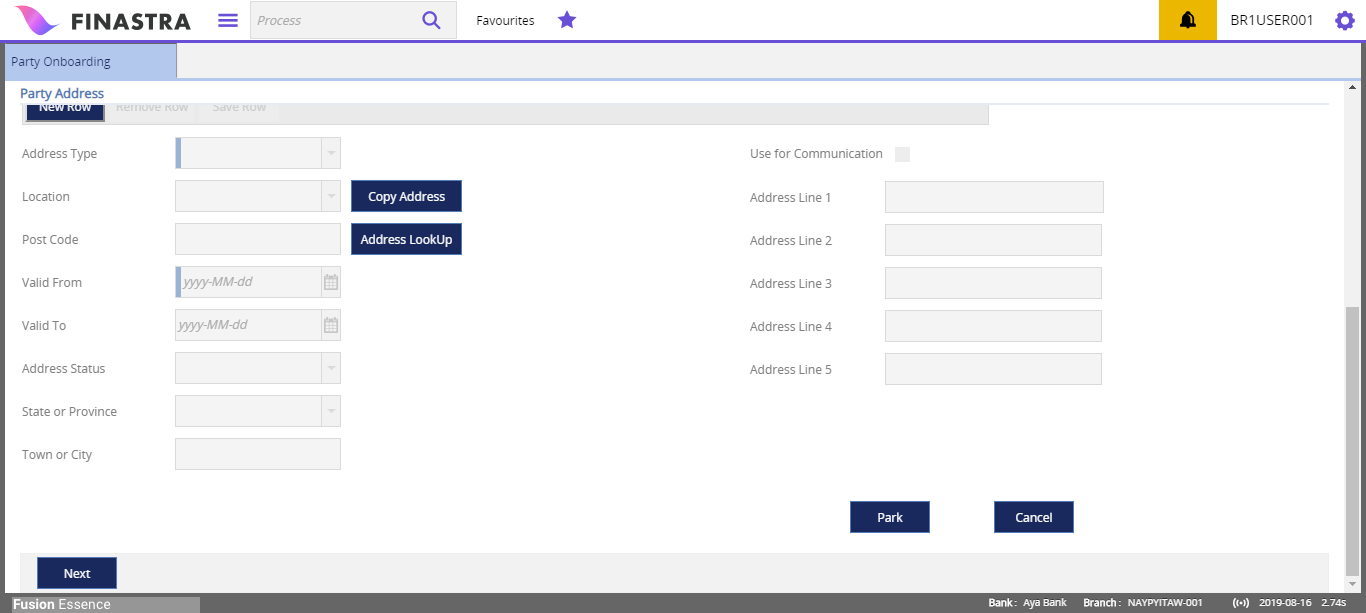 FINASTRA Process Favourites BR1USER001
Party Onboarding
Party Address
New Row Remove Row Save Row
Address Type Use for Communication
Location Copy Address Address Line 1
Post Code Address LookUp Address Line 2
Valid From yyyy-MM-dd Address Line 3
Valid To yyyy-MM-dd Address Line 4
Address Status Address Line 5
State or Province
Town or City
Park Cancel
Next
Fusion Essence Bank : Aya Bank Branch : NAYPYITAW-001 2019-08-16 2.74s